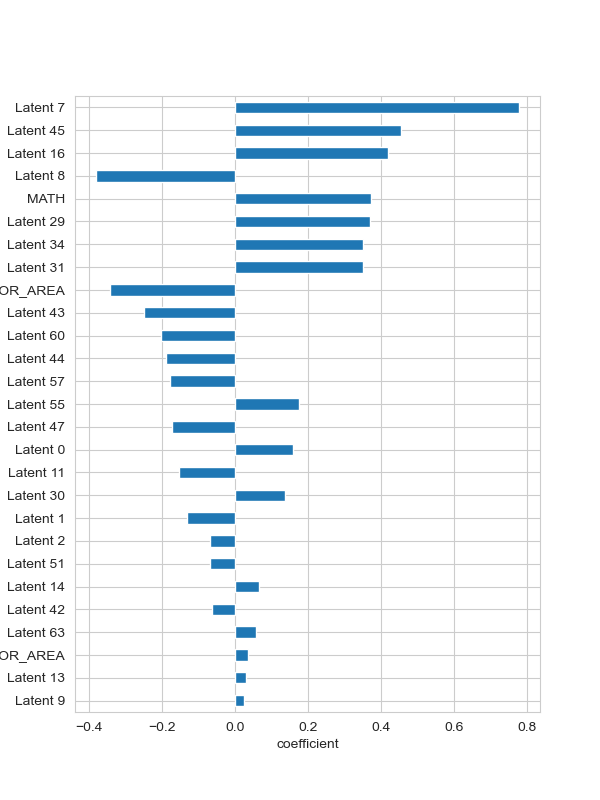 Latent 7
Latent 45
Latent 16
Latent 8
MATH
Latent 29
Latent 34
Latent 31
OR_AREA
Latent 43
Latent 60
Latent 44
Latent 57
Latent 55
Latent 47
Latent 0
Latent 11
Latent 30
Latent 1
Latent 2
Latent 51
Latent 14
Latent 42
Latent 63
OR_AREA
Latent 13
Latent 9
−0.4 −0.2 0.0 0.2 0.4 0.6 0.8
coefficient